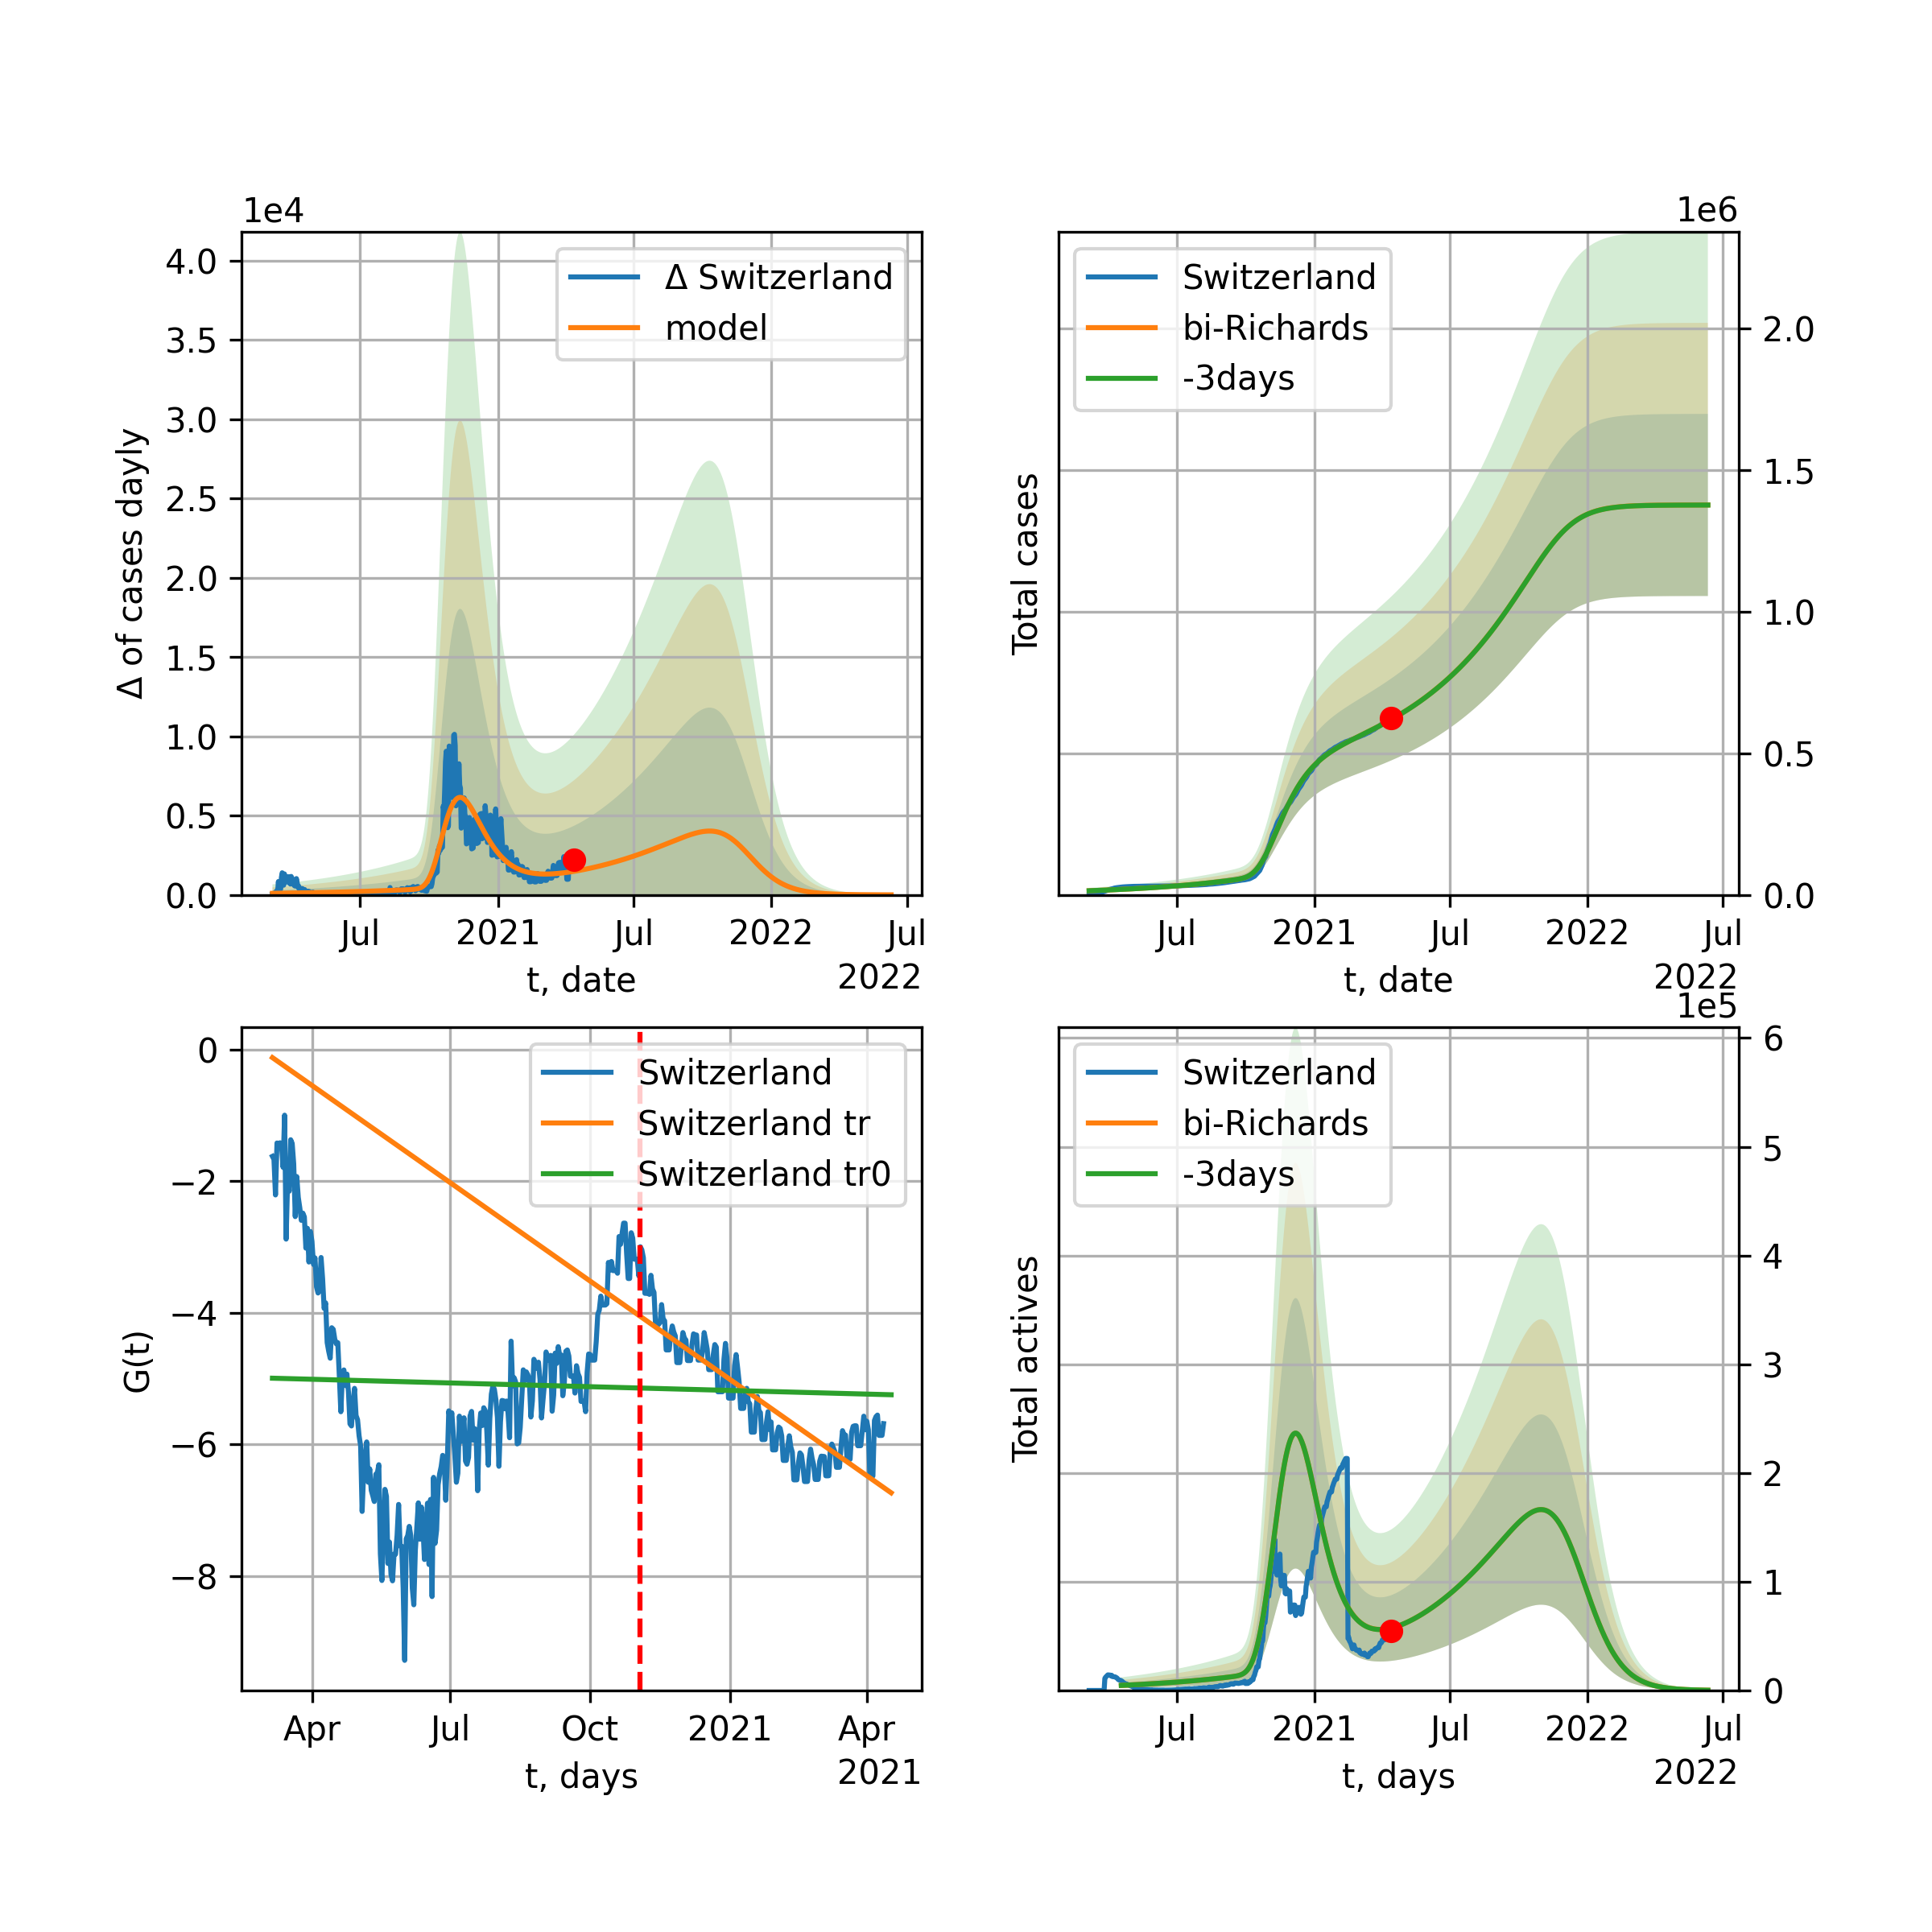 1e4
4.0
3.5
3.0
2.5
2.0
1.5
1.0
0.5
0.0
Δ of cases dayly
Δ Switzerland
model
Jul
2021
Jul
2022
Jul
2022
t, date
1e6
Total cases
Switzerland
bi-Richards
-3days
2.0
1.5
1.0
0.5
0.0
Jul
2021
Jul
2022
Jul
2022
t, date
0
−2
−4
−6
−8
G(t)
Switzerland
Switzerland tr
Switzerland tr0
Apr
Jul
Oct
2021
Apr
2021
t, days
1e5
Total actives
Switzerland
bi-Richards
-3days
6
5
4
3
2
1
0
Jul
2021
Jul
2022
Jul
2022
t, days